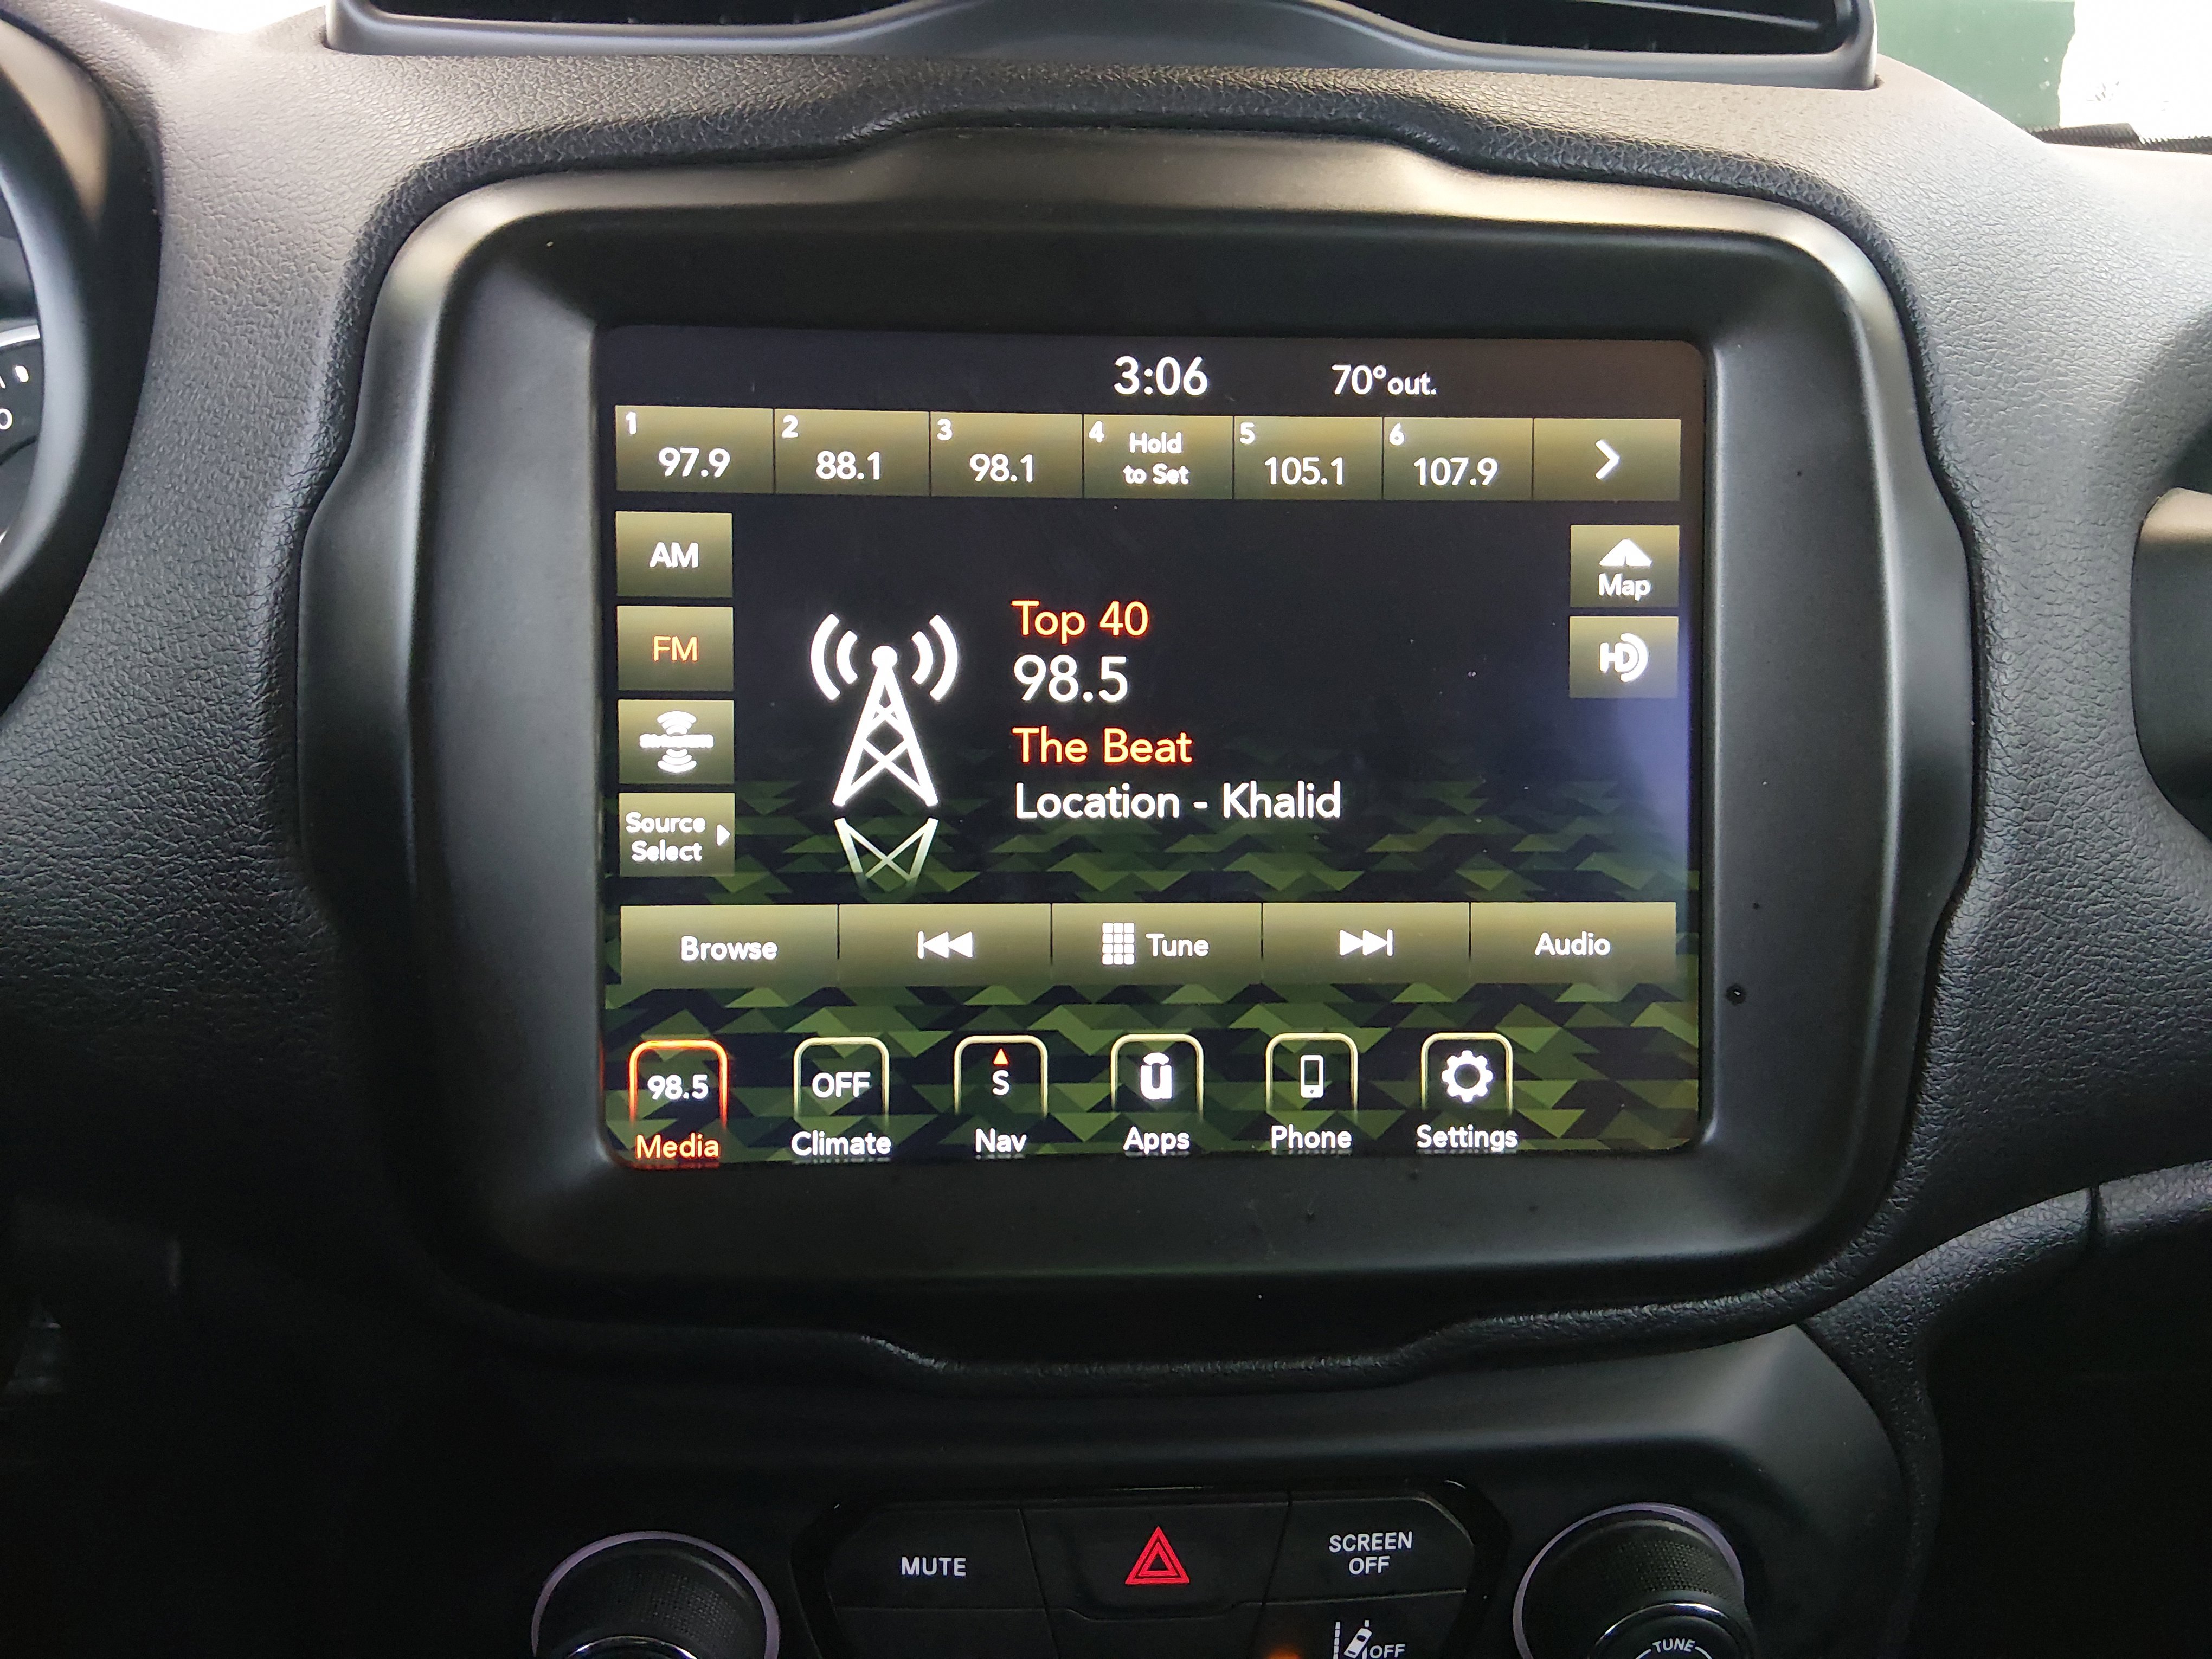 3:06 70°out.
1 97.9 2 88.1 3 98.1 4 Hold to Set 5 105.1 6 107.9
AM
Map
FM
HD
Source
Select
Top 40
98.5
The Beat
Location - Khalid
Browse Tune Audio
98.5 OFF S u
Media Climate Nav Apps Phone Settings
MUTE
SCREEN
OFF
OFF
TUNE
0